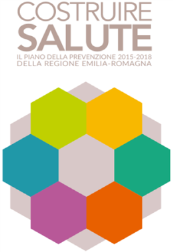 COSTRUIRE
SALUTE
IL PIANO DELLA PREVENZIONE 2015-2018
DELLA REGIONE EMILIA-ROMAGNA